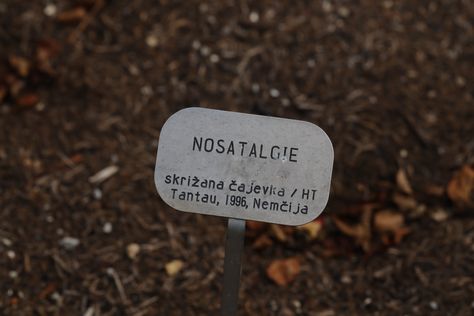 NOSATALGIE
skrižana čajevka / HT
Tantau, 1996, Nemčija